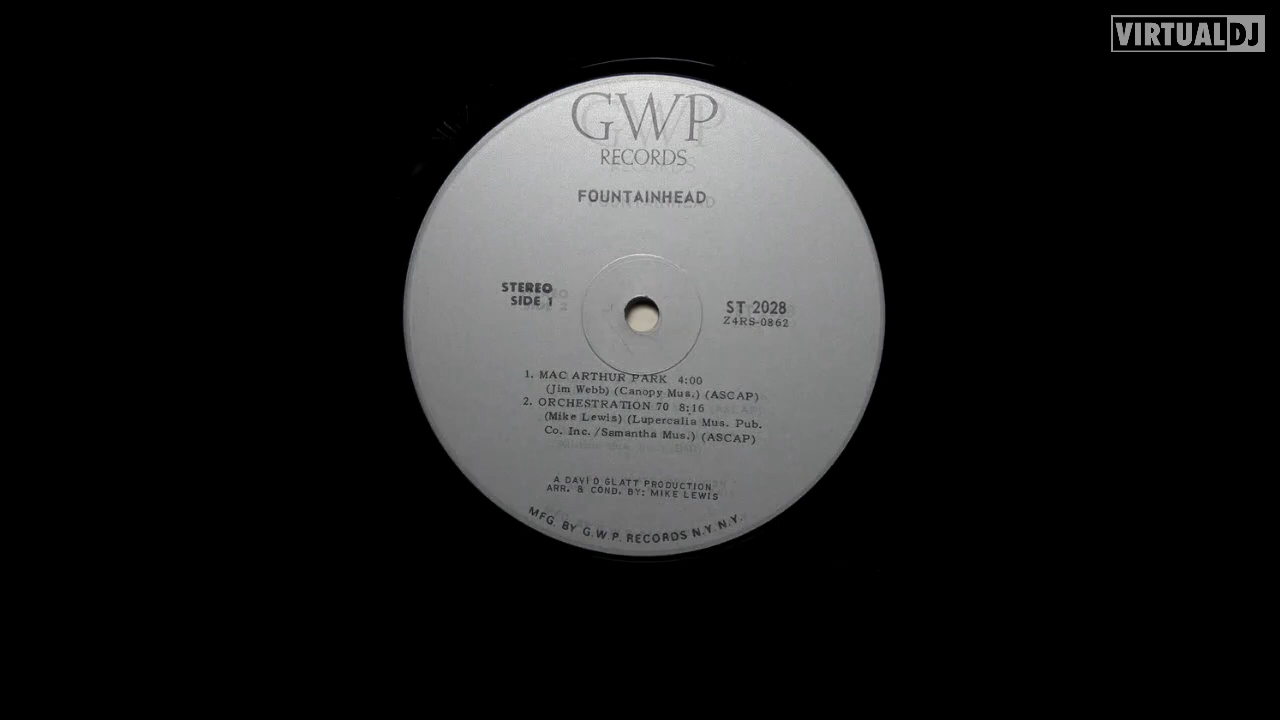 VIRTUALDJ
GWP
RECORDS
FOUNTAINHEAD
STEREO
SIDE 1
ST 2028
Z4RS-0862
1. MAC ARTHUR PARK 4:00
(Jim Webb) (Canopy Mus.) (ASCAP)
2. ORCHESTRATION 70 8:16
(Mike Lewis) (Lupercalia Mus. Pub.
Co. Inc. /Samantha Mus.) (ASCAP)
A DAVID GLATT PRODUCTION
ARR. & COND. BY: MIKE LEWIS
MFG. BY G.W.P. RECORDS N.Y. N.Y.